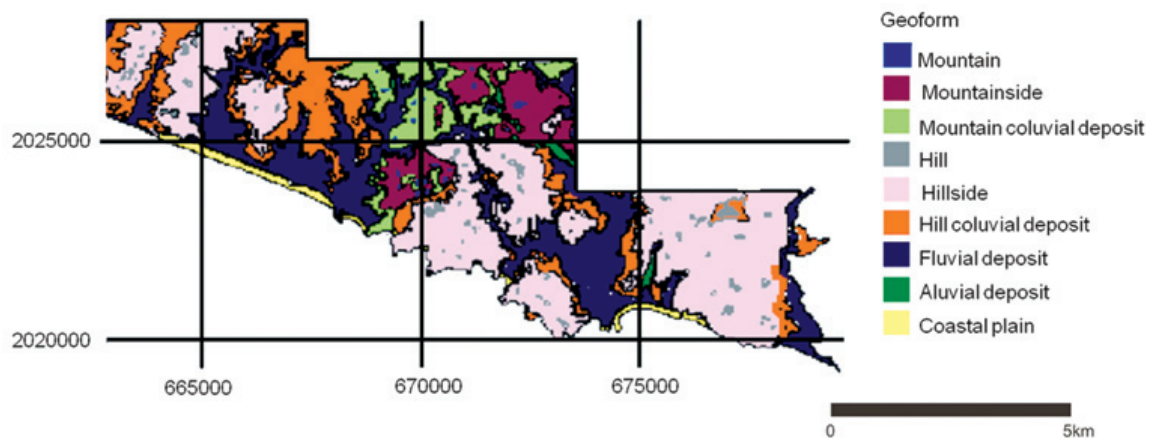 Geoform
Mountain
Mountainside
Mountain coluvial deposit
Hill
Hillside
Hill coluvial deposit
Fluvial deposit
Aluvial deposit
Coastal plain
2025000
2020000
665000
670000
675000
0
5km